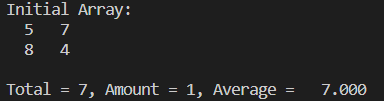 Initial Array:
5 7
8 4
Total = 7, Amount = 1, Average = 7.000